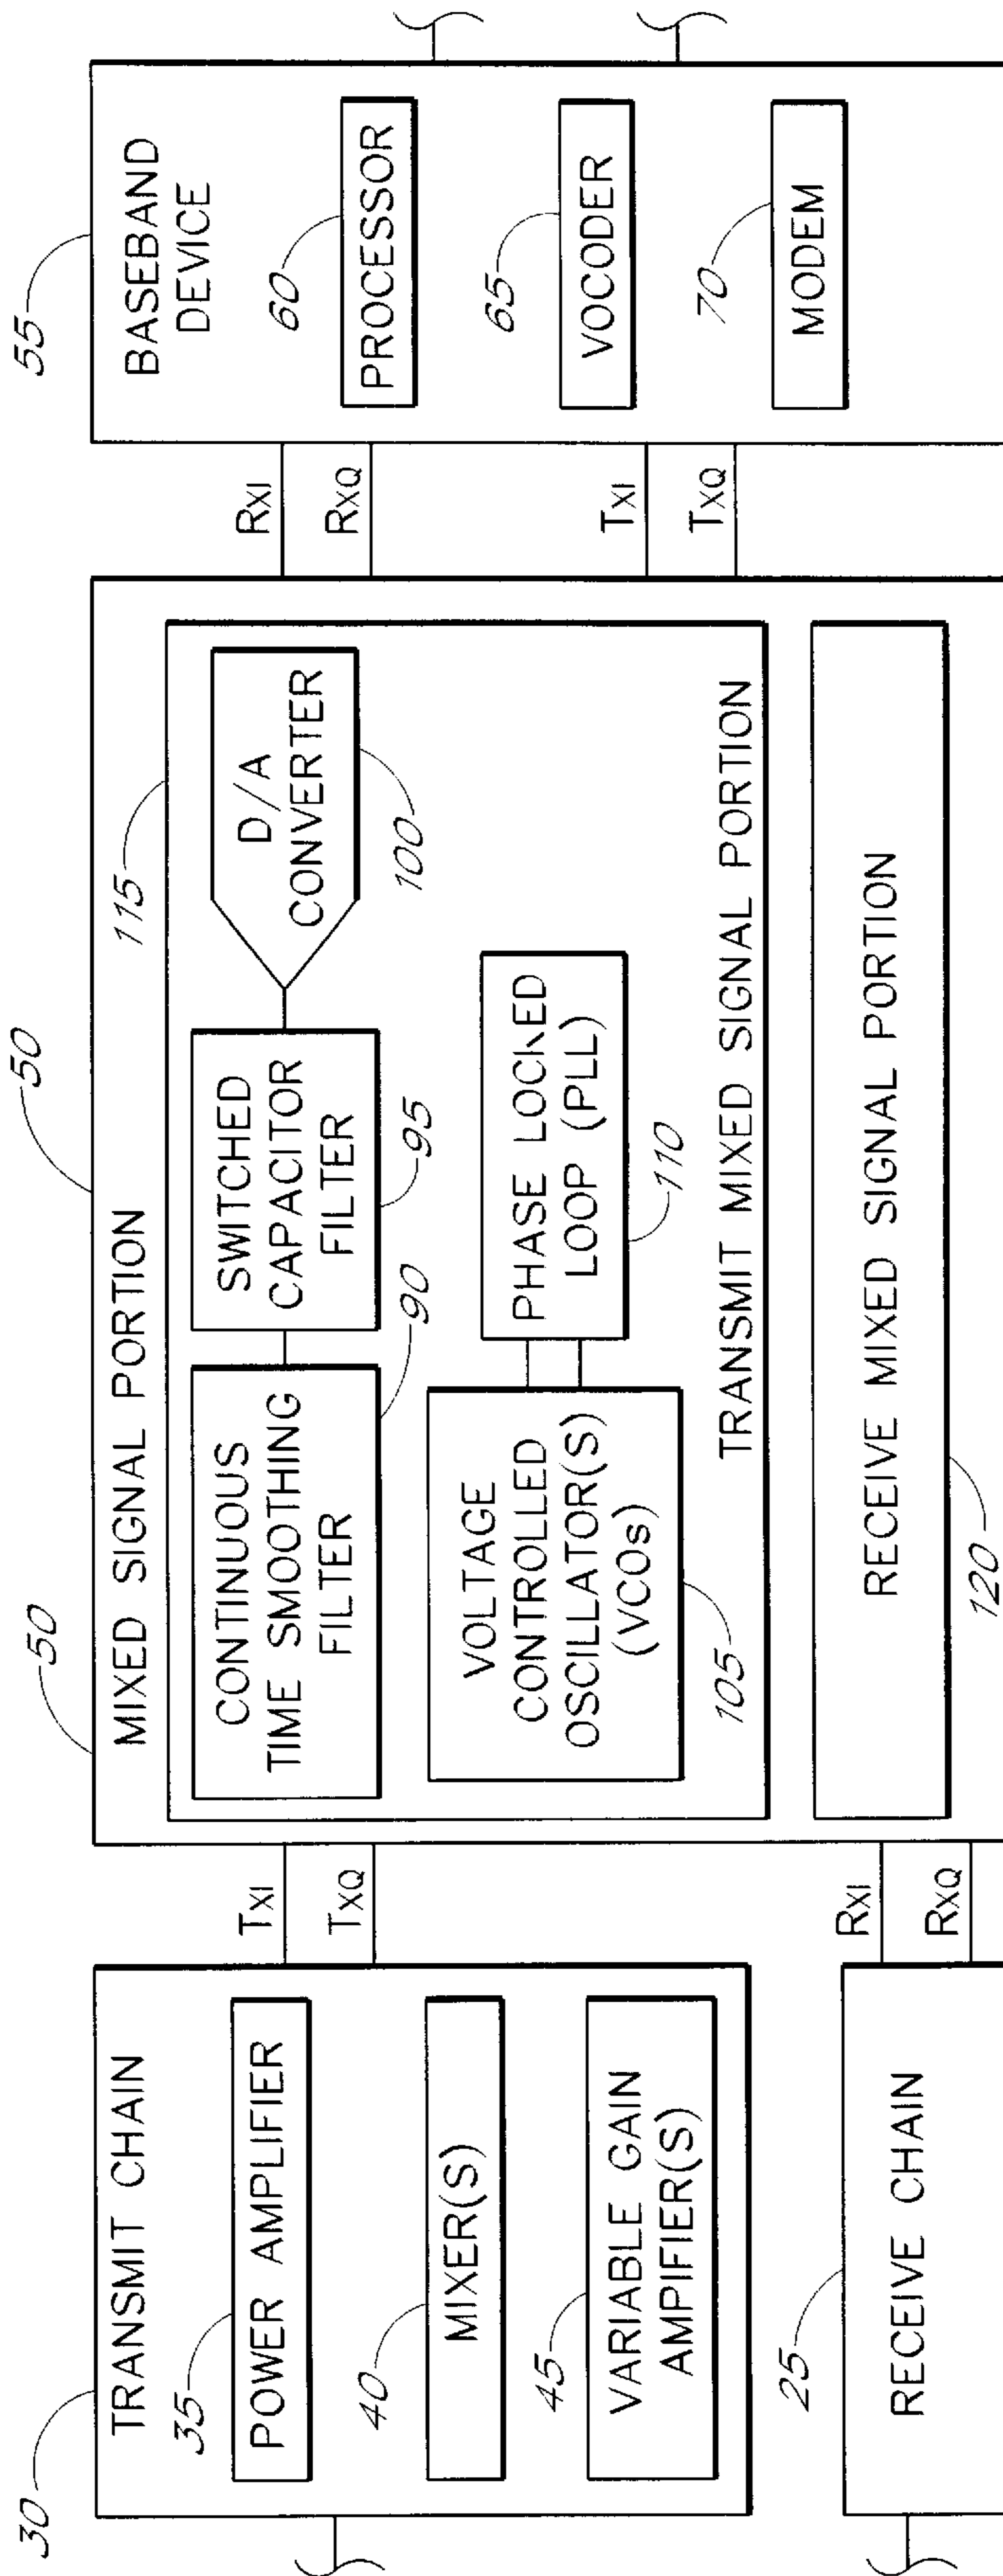 30
TRANSMIT CHAIN
35
POWER AMPLIFIER
40
MIXER(S)
45
VARIABLE GAIN
AMPIFIER(S)
25
RECEIVE CHAIN
TXI
TXQ
RXI
RXQ
50
50
MIXED SIGNAL PORTION
115
CONTINUOUS
TIME SMOOTHING
FILTER
90
SWITCHED
CAPACITOR
FILTER
95
D/A
CONVERTER
100
VOLTAGE
CONTROLLED
OSCILLATOR(S)
(VCOs)
105
PHASE LOCKED
LOOP (PLL)
110
TRANSMIT MIXED SIGNAL PORTION
RECEIVE MIXED SIGNAL PORTION
120
RXI
RXQ
TXI
TXQ
55
BASEBAND
DEVICE
60
PROCESSOR
65
VOCODER
70
MODEM